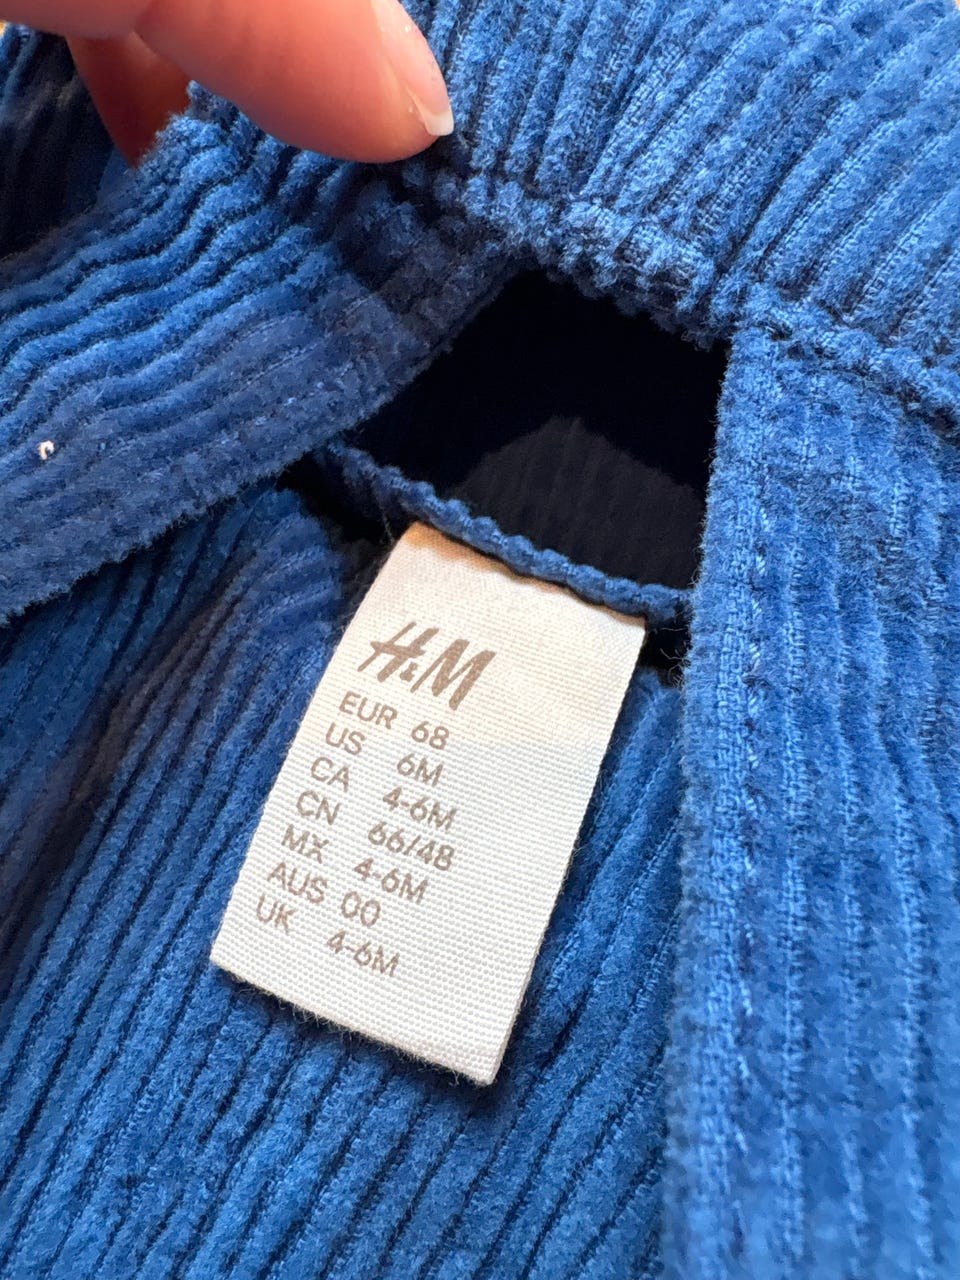 H&M
EUR 68
US 6M
CA 4-6M
CN 66/48
MX 4-6M
AUS 00
UK 4-6M